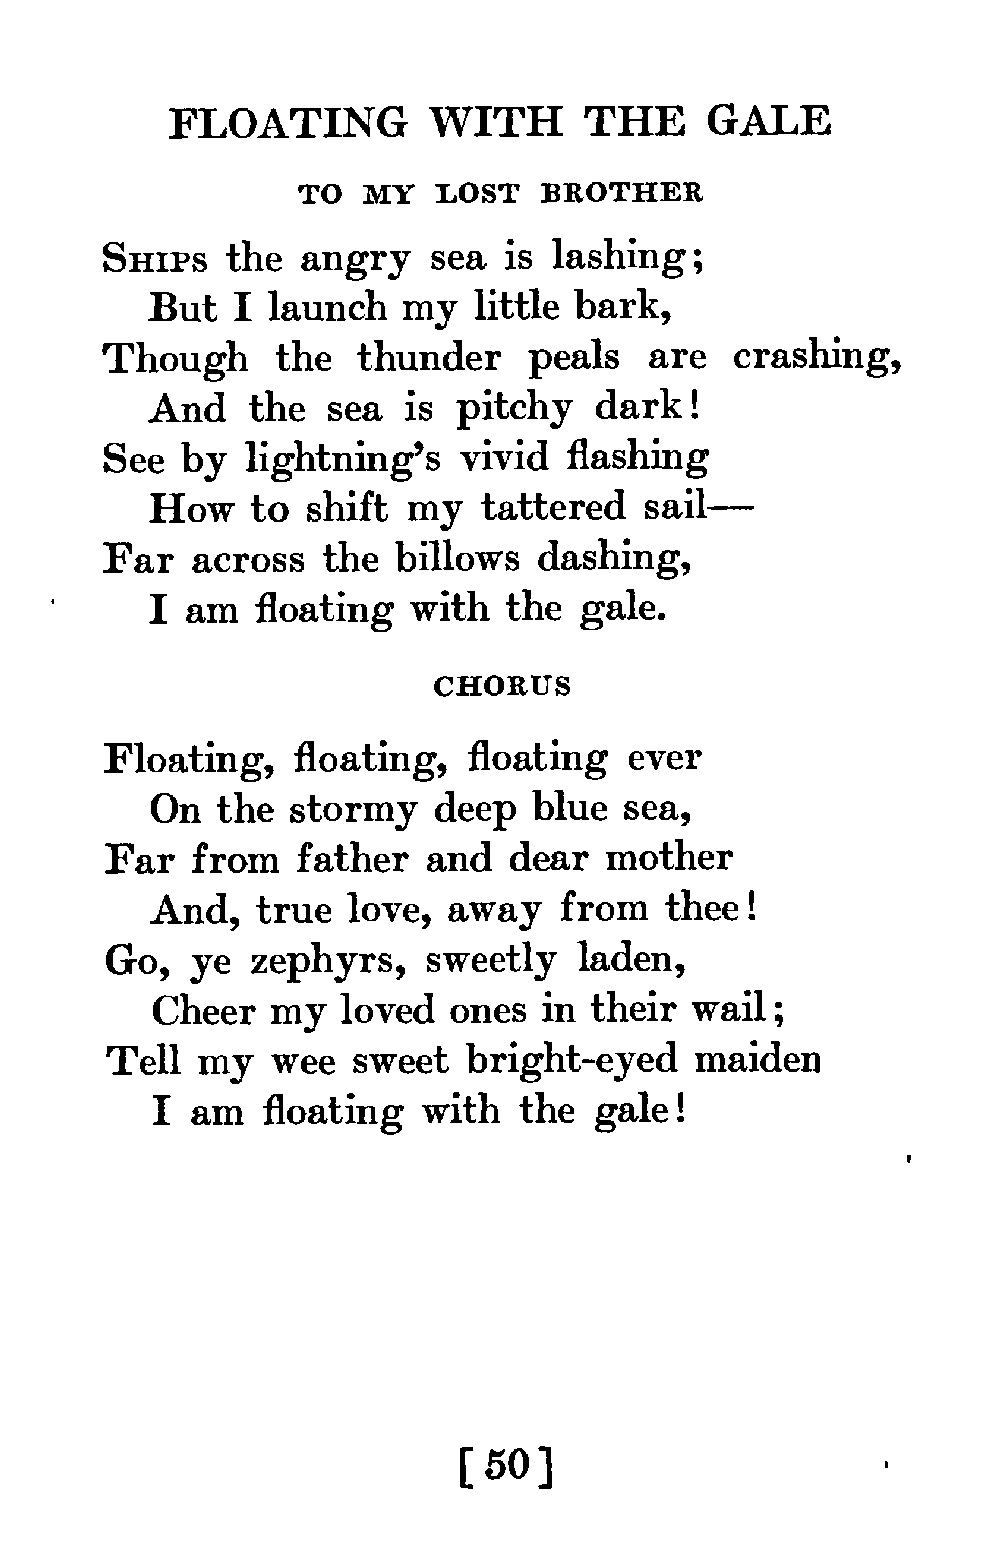 FLOATING WITH THE GALE
TO MY LOST BROTHER
SHIPS the angry sea is lashing;
But I launch my little bark,
Though the thunder peals are crashing,
And the sea is pitchy dark!
See by lightning's vivid flashing
How to shift my tattered sail—
Far across the billows dashing,
I am floating with the gale.
CHORUS
Floating, floating, floating ever
On the stormy deep blue sea,
Far from father and dear mother
And, true love, away from thee!
Go, ye zephyrs, sweetly laden,
Cheer my loved ones in their wail;
Tell my wee sweet bright-eyed maiden
I am floating with the gale!
[50]